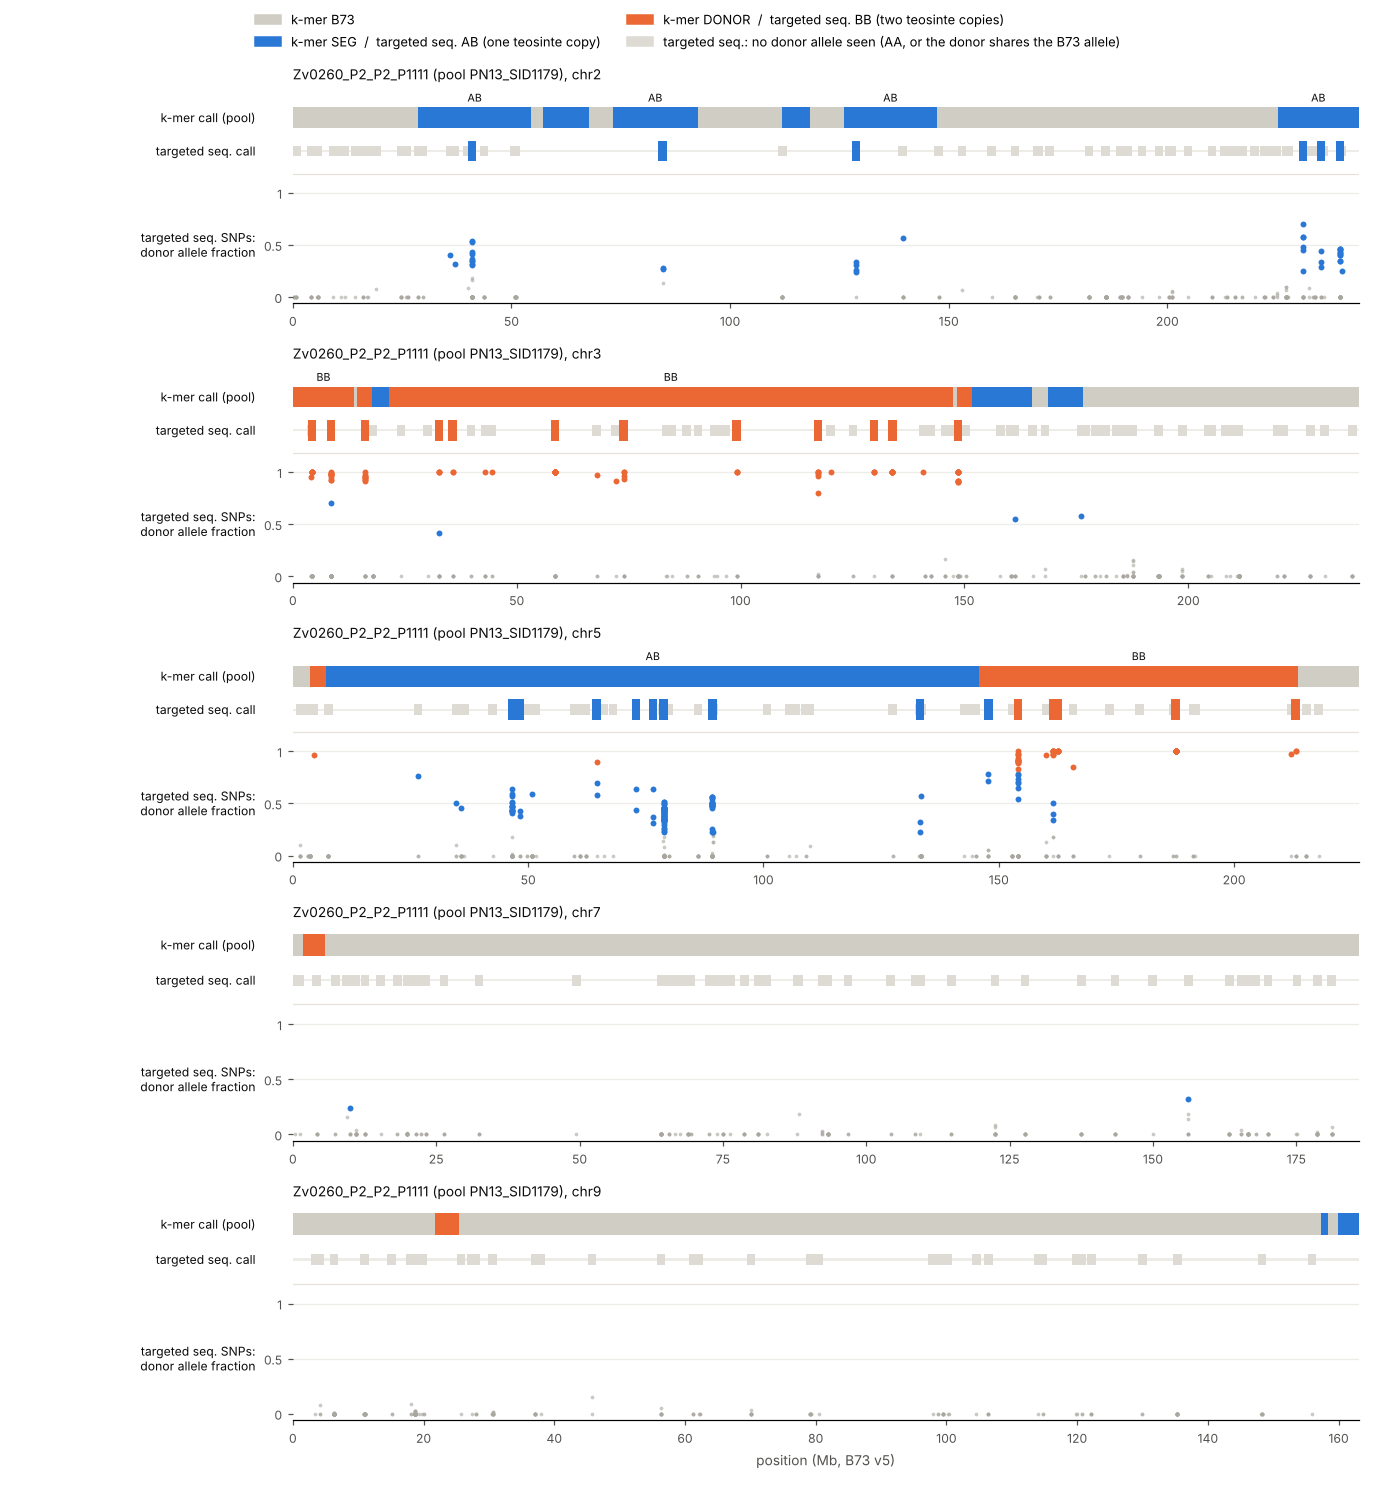 k-mer B73
k-mer DONOR / targeted seq. BB (two teosinte copies)
k-mer SEG / targeted seq. AB (one teosinte copy)
targeted seq.: no donor allele seen (AA, or the donor shares the B73 allele)
Zv0260_P2_P2_P1111 (pool PN13_SID1179), chr2
AB AB AB AB
k-mer call (pool)
targeted seq. call
1
targeted seq. SNPs:
donor allele fraction
0.5
0
0 50 100 150 200
Zv0260_P2_P2_P1111 (pool PN13_SID1179), chr3
BB BB
k-mer call (pool)
targeted seq. call
1
targeted seq. SNPs:
donor allele fraction
0.5
0
0 50 100 150 200
Zv0260_P2_P2_P1111 (pool PN13_SID1179), chr5
AB BB
k-mer call (pool)
targeted seq. call
1
targeted seq. SNPs:
donor allele fraction
0.5
0
0 50 100 150 200
Zv0260_P2_P2_P1111 (pool PN13_SID1179), chr7
k-mer call (pool)
targeted seq. call
1
targeted seq. SNPs:
donor allele fraction
0.5
0
0 25 50 75 100 125 150 175
Zv0260_P2_P2_P1111 (pool PN13_SID1179), chr9
k-mer call (pool)
targeted seq. call
1
targeted seq. SNPs:
donor allele fraction
0.5
0
0 20 40 60 80 100 120 140 160
position (Mb, B73 v5)